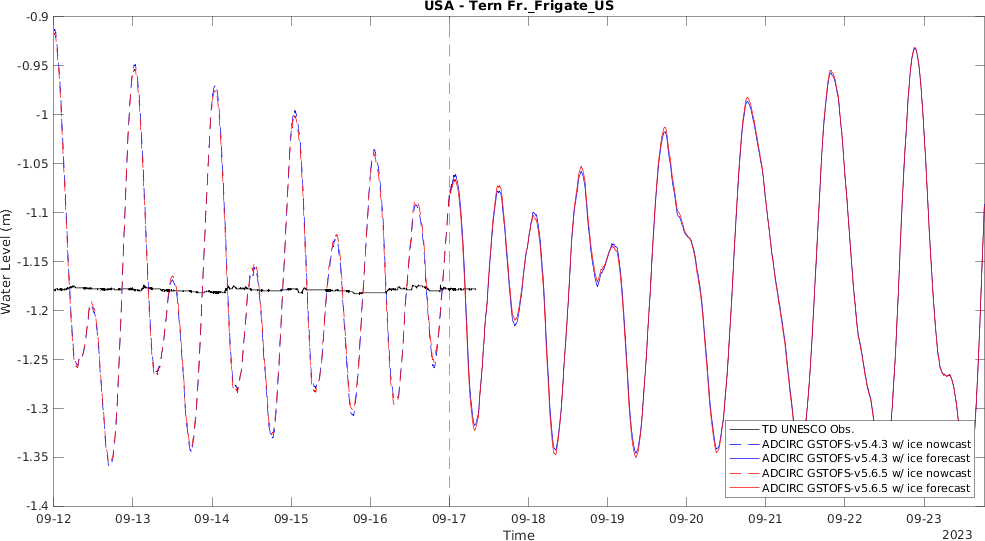 USA - Tern Fr._Frigate_US
Water Level (m)
-0.9
-0.95
-1
-1.05
-1.1
-1.15
-1.2
-1.25
-1.3
-1.35
-1.4
TD UNESCO Obs.
ADCIRC GSTOFS-v5.4.3 w/ ice nowcast
ADCIRC GSTOFS-v5.4.3 w/ ice forecast
ADCIRC GSTOFS-v5.6.5 w/ ice nowcast
ADCIRC GSTOFS-v5.6.5 w/ ice forecast
09-12 09-13 09-14 09-15 09-16 09-17 09-18 09-19 09-20 09-21 09-22 09-23
Time
2023